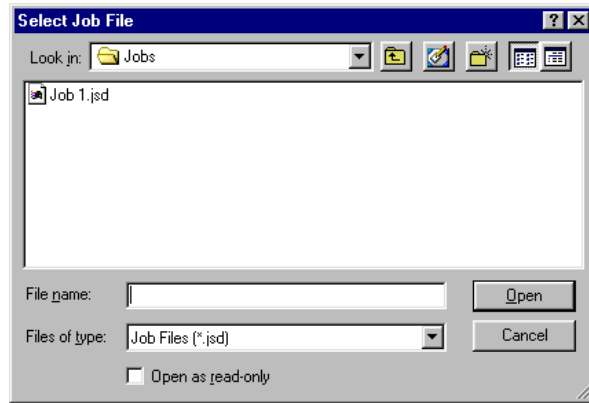 Select Job File
Look in: Jobs
Job 1.jsd
File name: Open
Files of type: Job Files (*.jsd) Cancel
Open as read-only